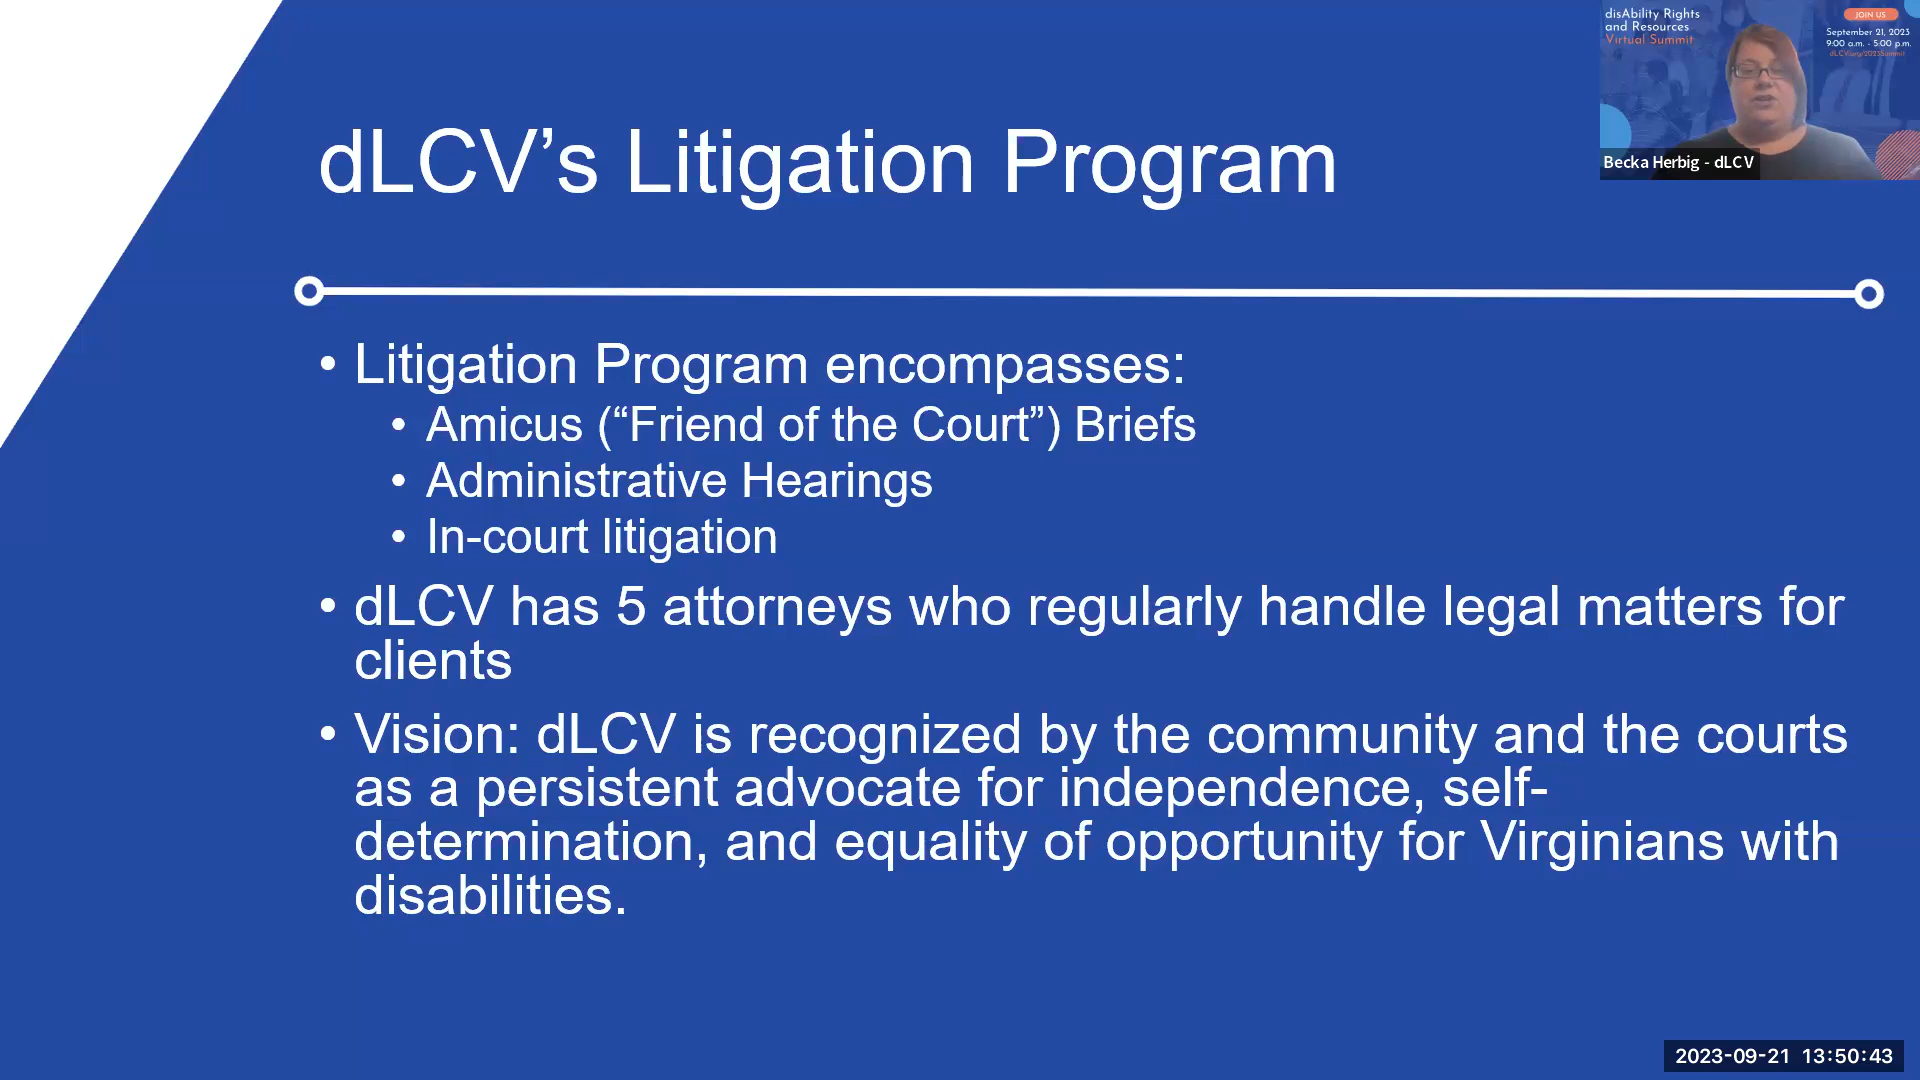 disAbility Rights
and Resources
Virtual Summit
JOIN US
September 21, 2023
9:00 a.m. - 5:00 p.m.
dLCV.org/2023Summit
Becka Herbig - dLCV
dLCV’s Litigation Program
• Litigation Program encompasses:
• Amicus (“Friend of the Court”) Briefs
• Administrative Hearings
• In-court litigation
• dLCV has 5 attorneys who regularly handle legal matters for
clients
• Vision: dLCV is recognized by the community and the courts
as a persistent advocate for independence, self-
determination, and equality of opportunity for Virginians with
disabilities.
2023-09-21 13:50:43